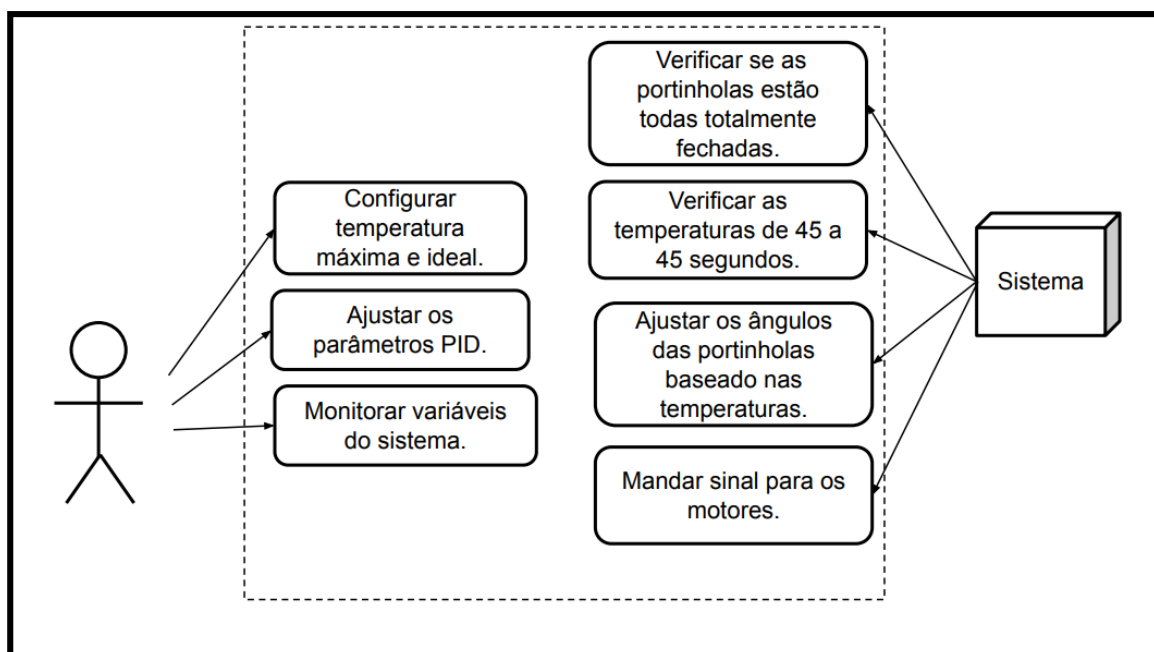 Configurar
temperatura
máxima e ideal.
Ajustar os
parâmetros PID.
Monitorar variáveis
do sistema.
Verificar se as
portinholas estão
todas totalmente
fechadas.
Verificar as
temperaturas de 45 a
45 segundos.
Ajustar os ângulos
das portinholas
baseado nas
temperaturas.
Mandar sinal para os
motores.
Sistema